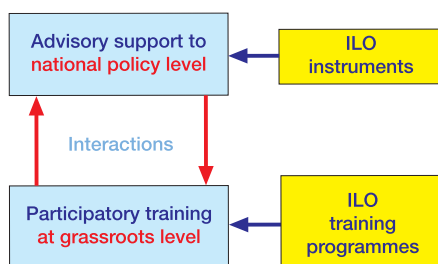 Advisory support to
national policy level
ILO
instruments
Interactions
Participatory training
at grassroots level
ILO
training
programmes